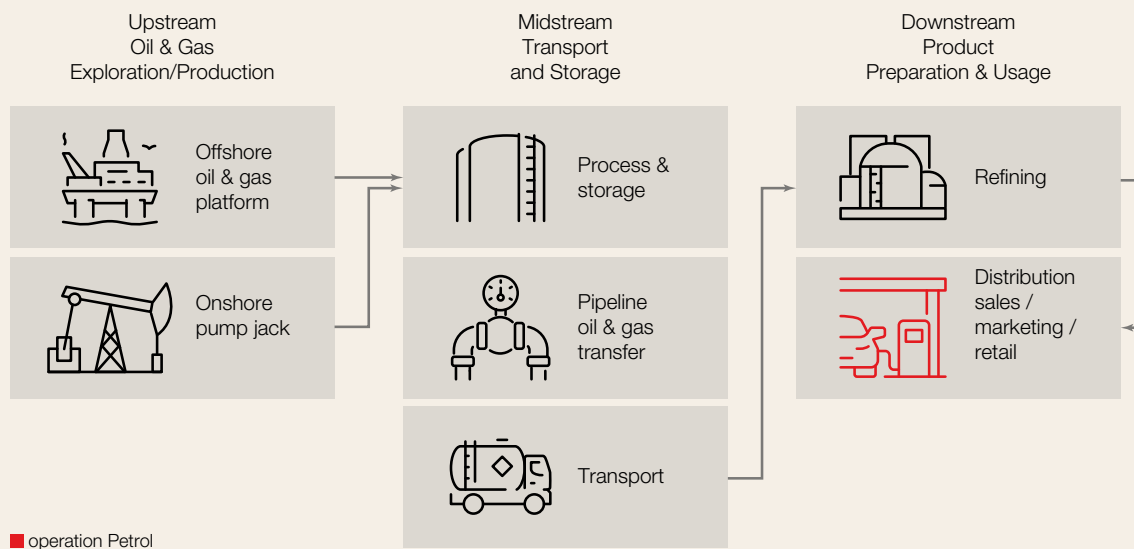 Upstream
Oil & Gas
Exploration/Production
Midstream
Transport
and Storage
Downstream
Product
Preparation & Usage
Offshore
oil & gas
platform
Onshore
pump jack
Process &
storage
Pipeline
oil & gas
transfer
Transport
Refining
Distribution
sales /
marketing /
retail
operation Petrol